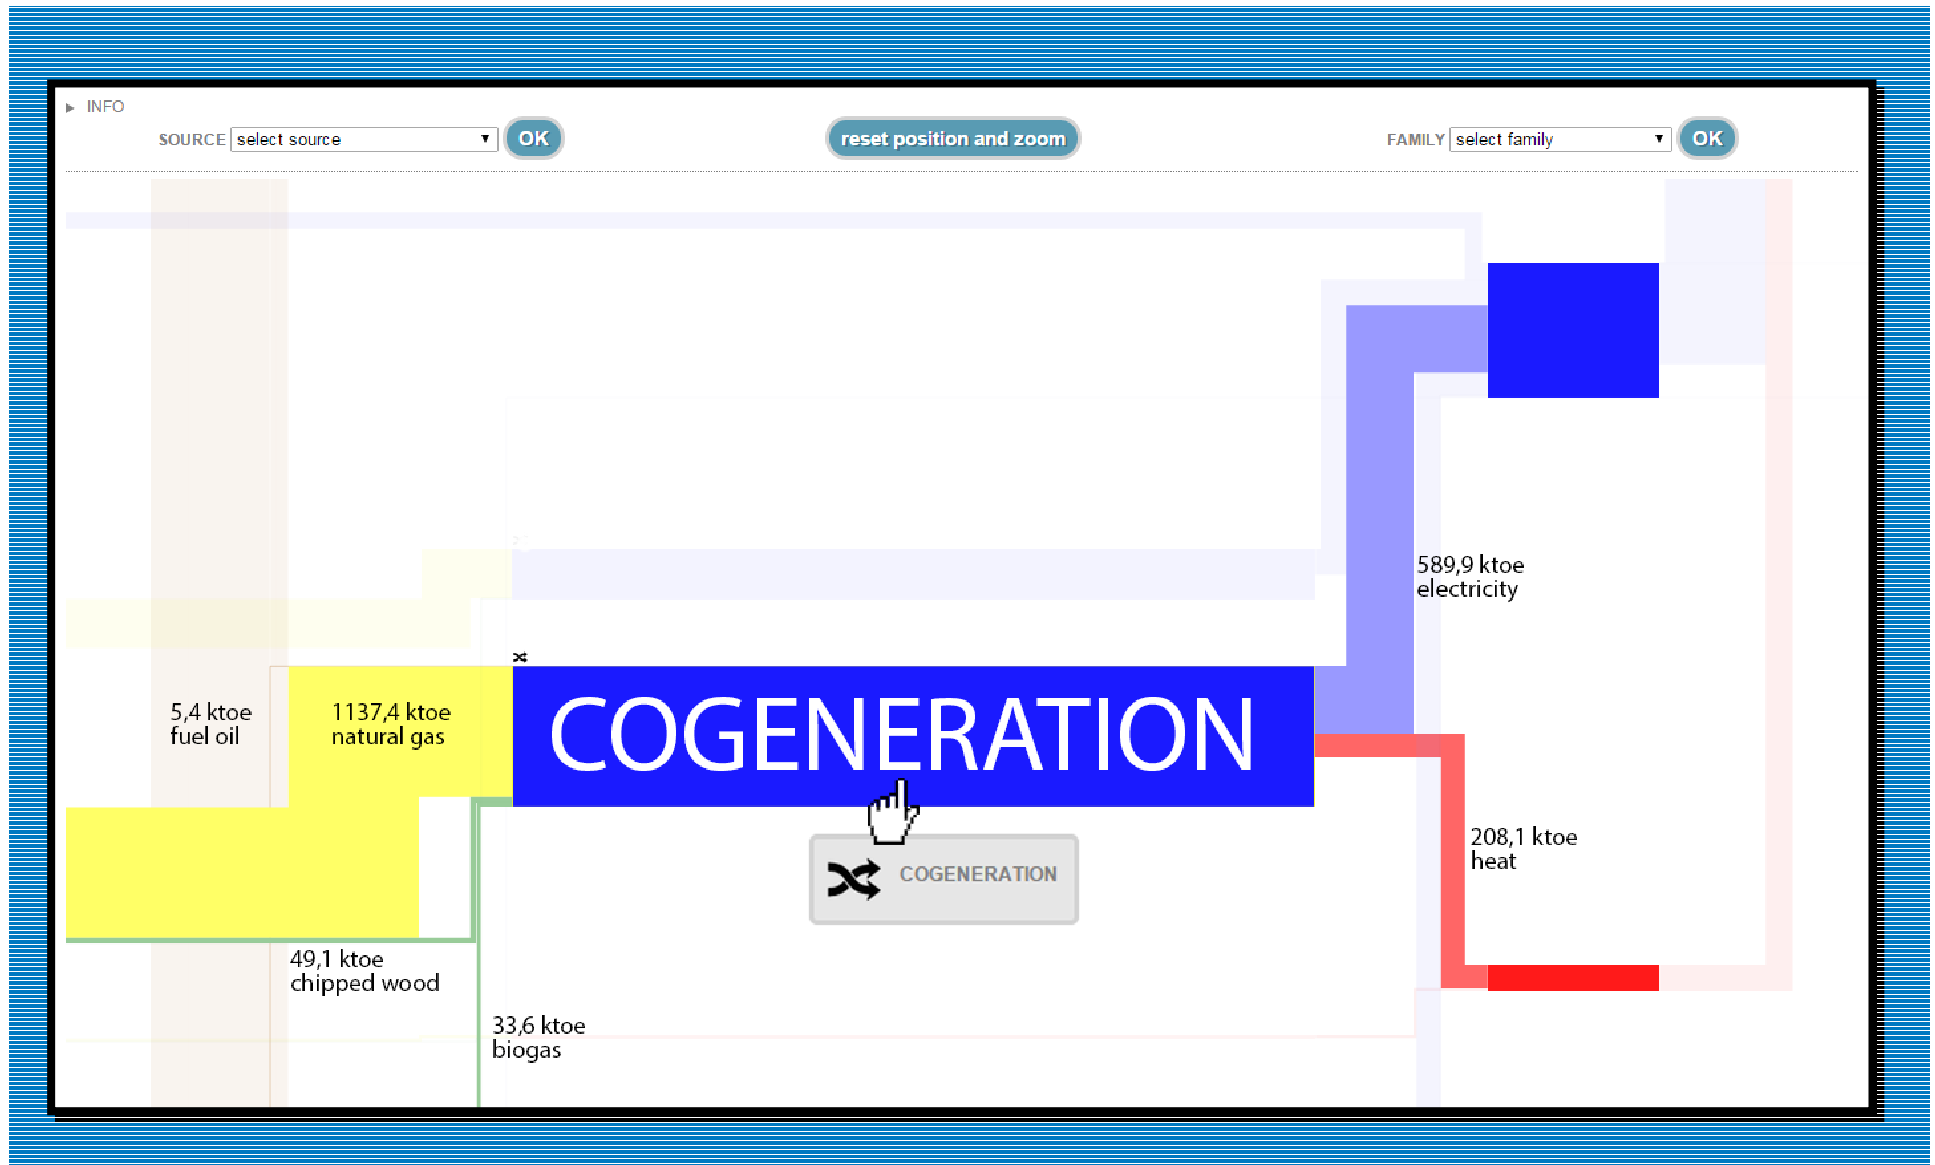 INFO
SOURCE select source OK
reset position and zoom
FAMILY select family OK
589,9 ktoe
electricity
5,4 ktoe
fuel oil
1137,4 ktoe
natural gas
COGENERATION
208,1 ktoe
heat
COGENERATION
49,1 ktoe
chipped wood
33,6 ktoe
biogas